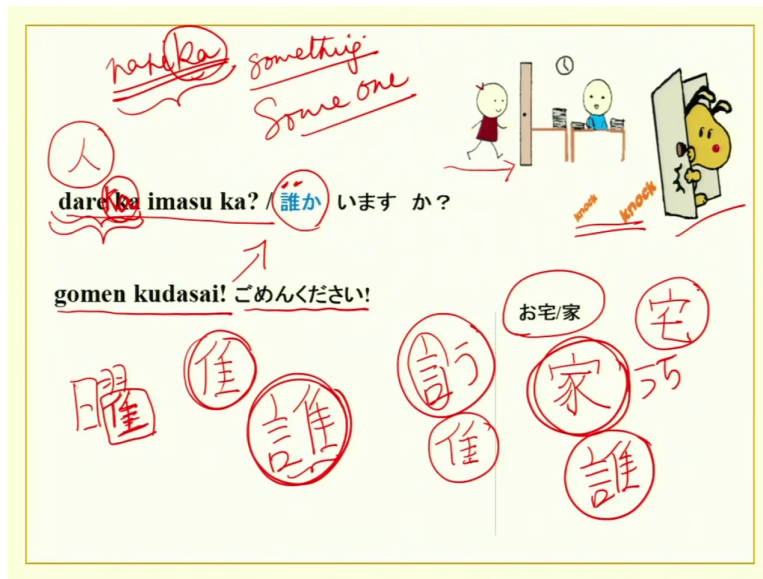 nanika something
Some one
人
dare ka imasu ka? / 誰か います か？
knock
knock
gomen kudasai! ごめんください!
お宅/家
宅
曜 隹 誰
言う 隹
家 うち
誰